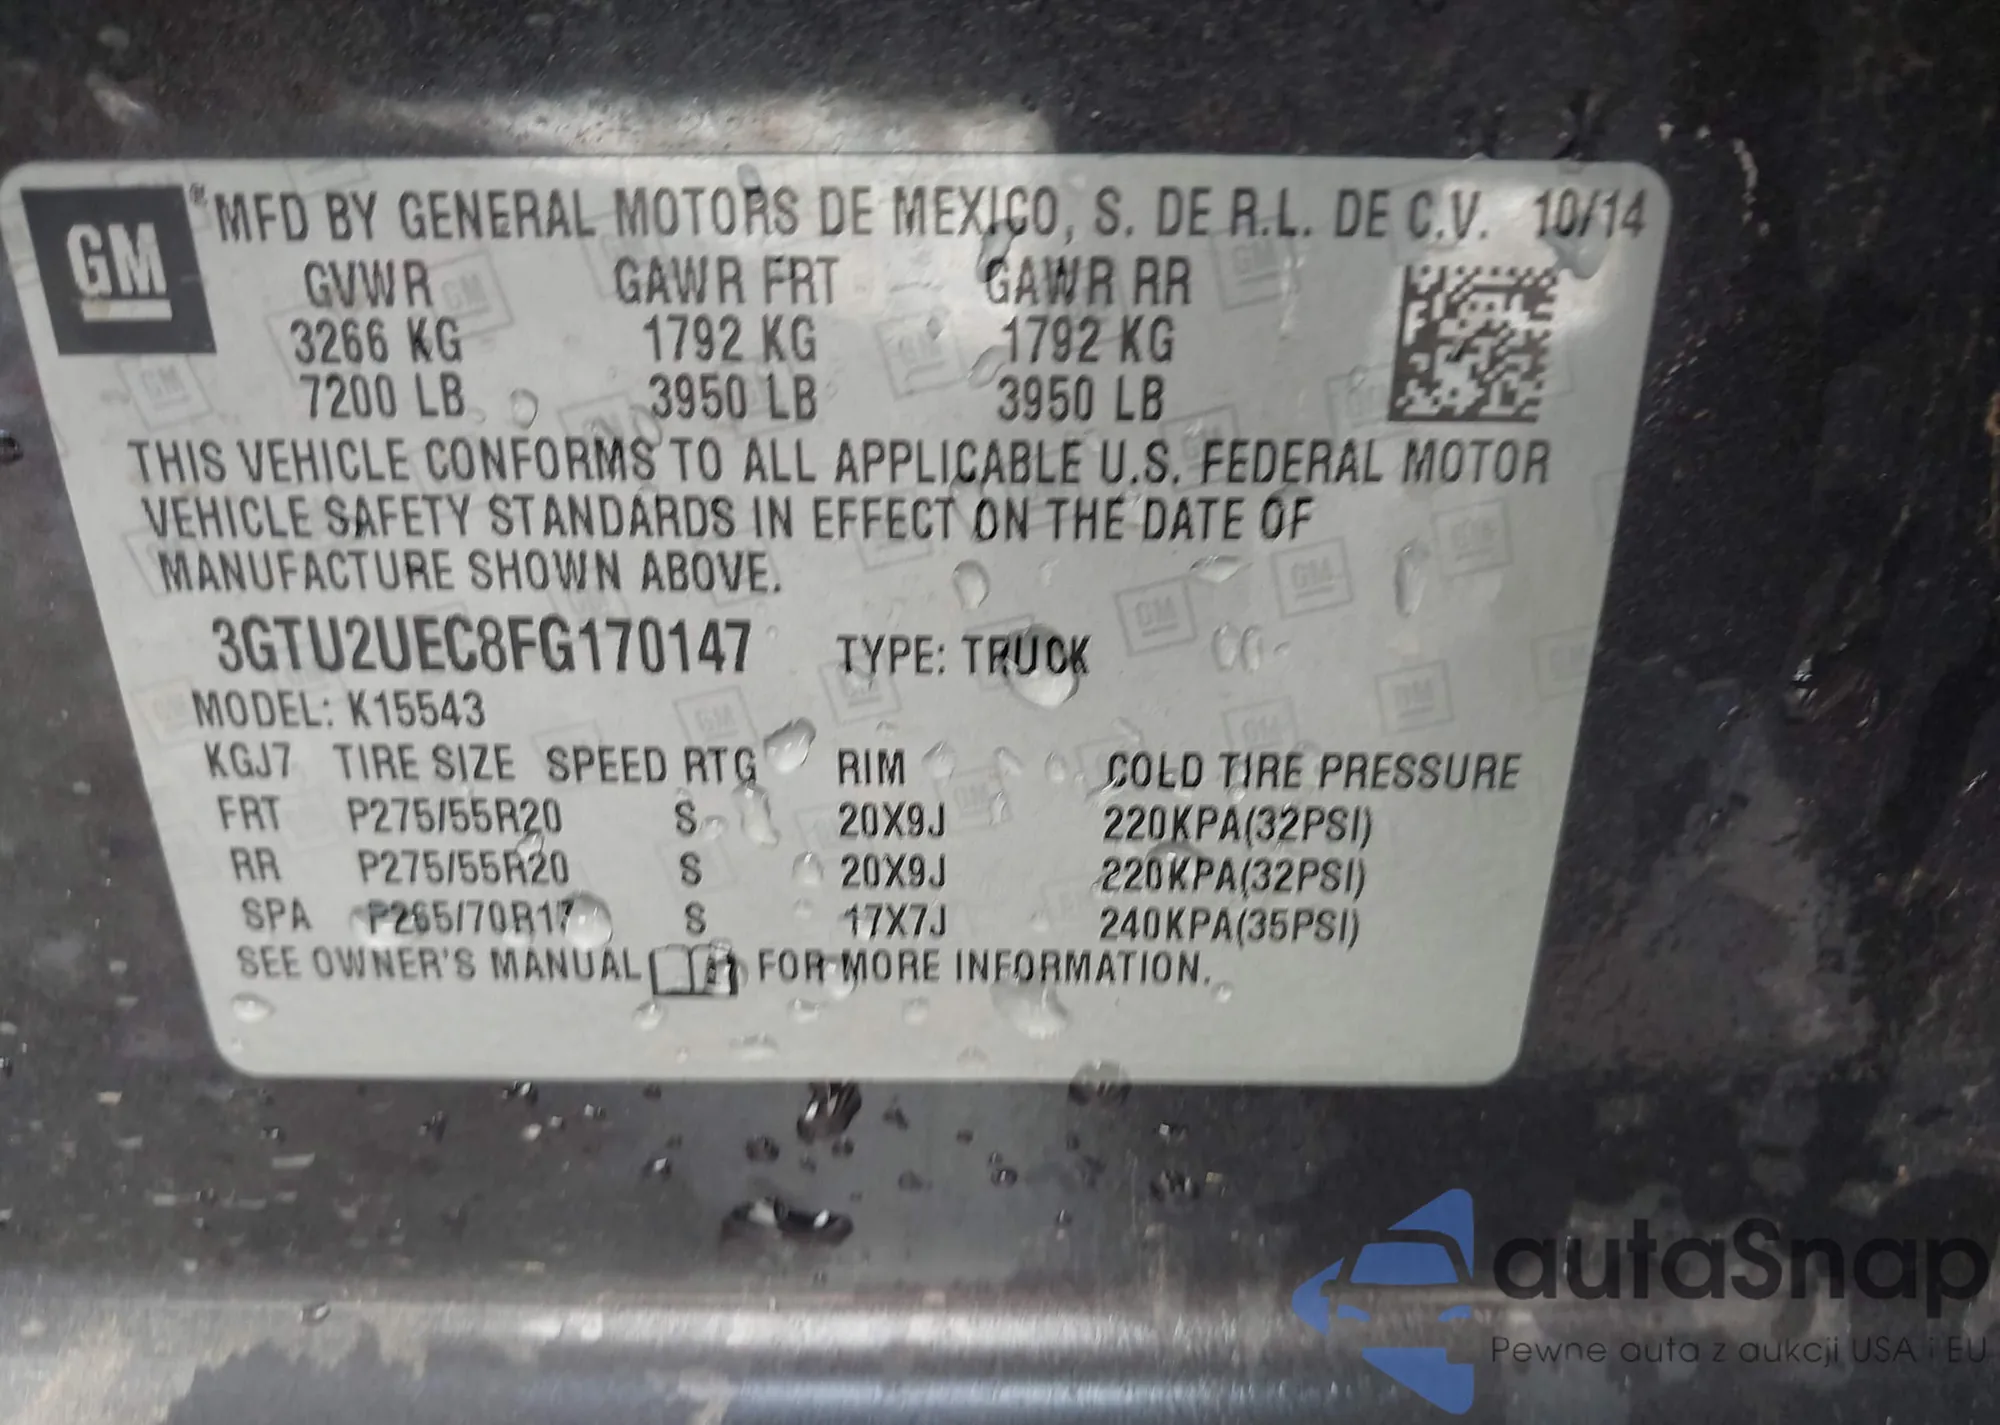 GM ® MFD BY GENERAL MOTORS DE MEXICO, S. DE R.L. DE C.V. 10/14
GVWR GAWR FRT GAWR RR
3266 KG 1792 KG 1792 KG
7200 LB 3950 LB 3950 LB
THIS VEHICLE CONFORMS TO ALL APPLICABLE U.S. FEDERAL MOTOR
VEHICLE SAFETY STANDARDS IN EFFECT ON THE DATE OF
MANUFACTURE SHOWN ABOVE.
3GTU2UEC8FG170147 TYPE: TRUCK
MODEL: K15543
KGJ7 TIRE SIZE SPEED RTG RIM COLD TIRE PRESSURE
FRT P275/55R20 S 20X9J 220KPA(32PSI)
RR P275/55R20 S 20X9J 220KPA(32PSI)
SPA P265/70R17 S 17X7J 240KPA(35PSI)
SEE OWNER'S MANUAL FOR MORE INFORMATION.
autaSnap
Pewne auta z aukcji USA i EU